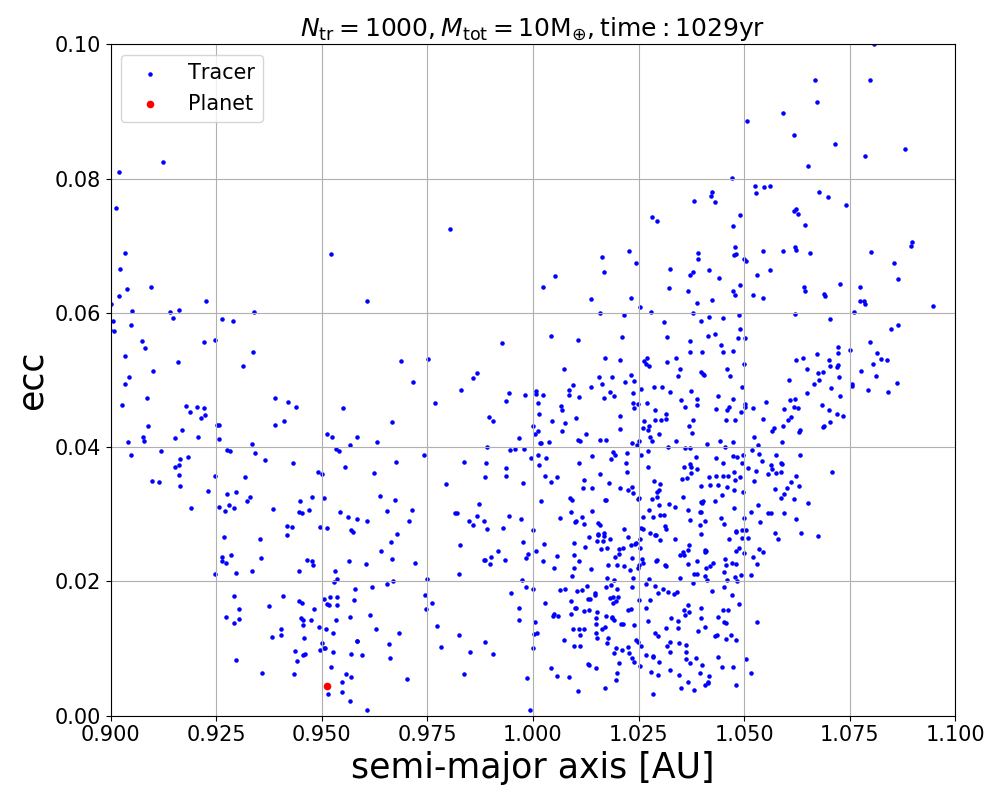 N_tr = 1000, M_tot = 10M_⊕, time : 1029yr
0.10
Tracer
Planet
0.08
0.06
ecc
0.04
0.02
0.00
0.900 0.925 0.950 0.975 1.000 1.025 1.050 1.075 1.100
semi-major axis [AU]